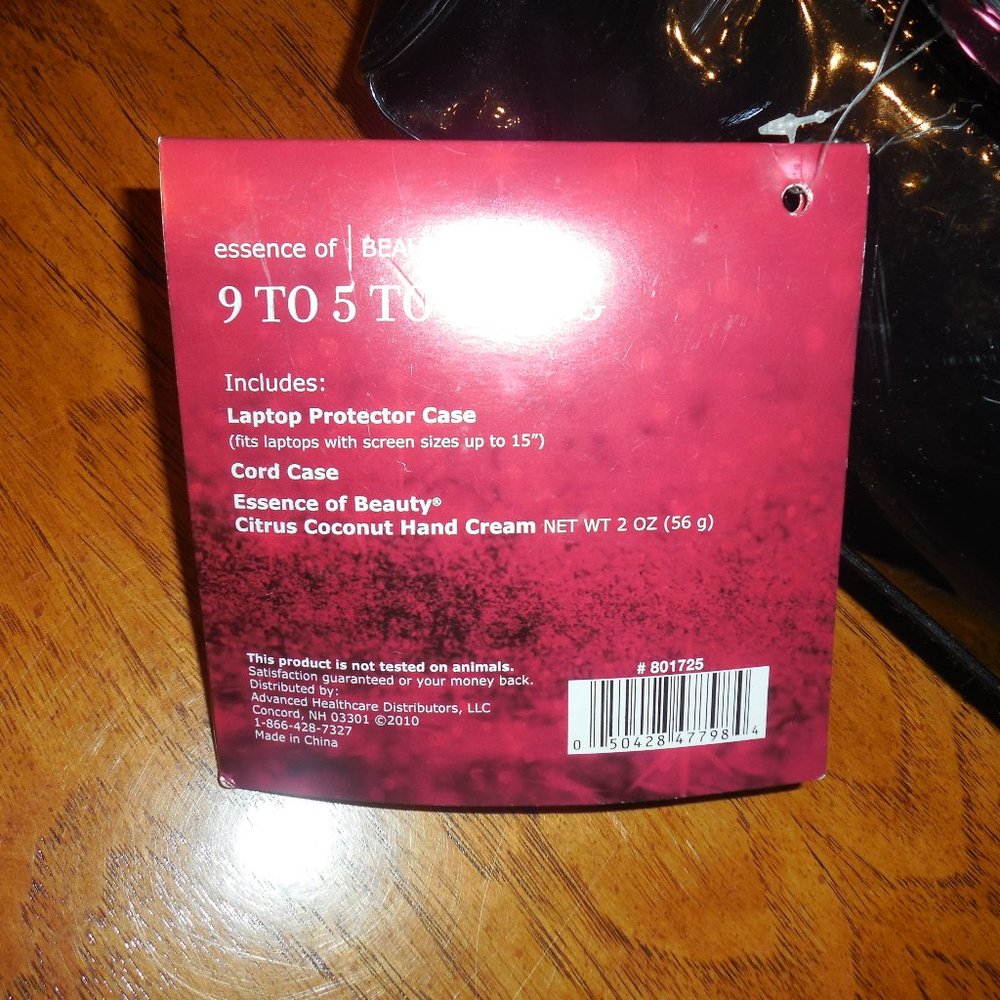 essence of | BEAU
9 TO 5 TO
Includes:
Laptop Protector Case
(fits laptops with screen sizes up to 15")
Cord Case
Essence of Beauty®
Citrus Coconut Hand Cream NET WT 2 OZ (56 g)
This product is not tested on animals.
Satisfaction guaranteed or your money back.
Distributed by:
Advanced Healthcare Distributors, LLC
Concord, NH 03301 ©2010
1-866-428-7327
Made in China
# 801725
0 50428 47798 4